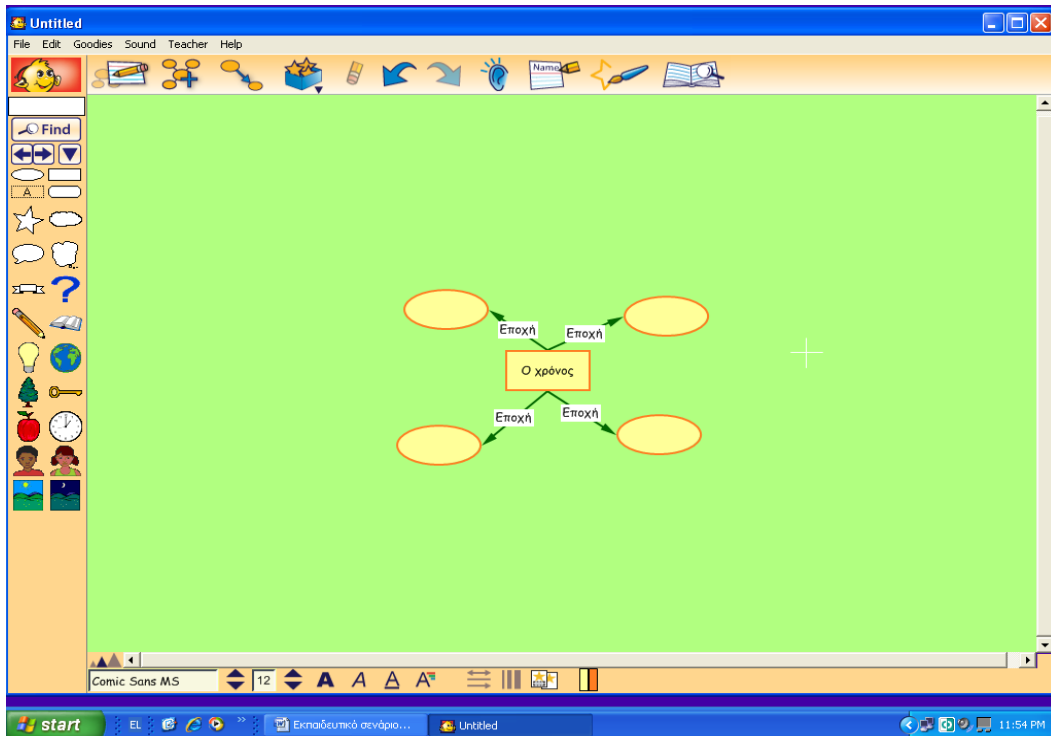 Untitled
File Edit Goodies Sound Teacher Help
Name
Find
A
Εποχή Εποχή
Ο χρόνος
Εποχή Εποχή
Comic Sans MS 12 A A A A
start EL Εκπαιδευτικό σενάριο... Untitled 11:54 PM